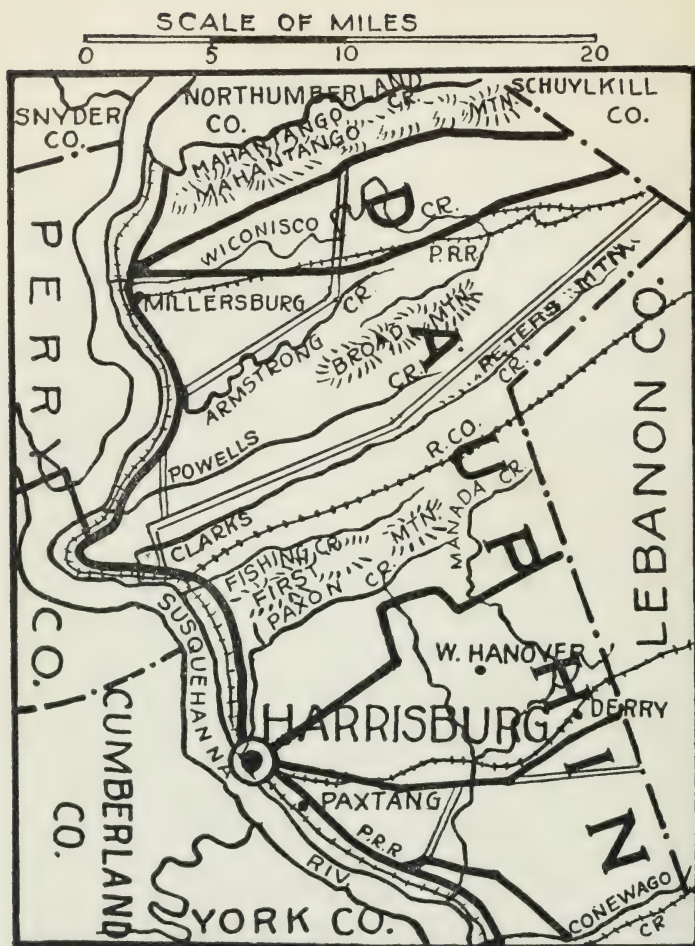 SCALE OF MILES
0 5 10 20
SNYDER
CO.
NORTHUMBERLAND
CO.
SCHUYLKILL
CO.
MAHANTANGO CR.
MAHANTANGO MTN.
PERRY CO.
WICONISCO CR.
P.RR.
MILLERSBURG
ARMSTRONG CR.
BROAD MTN.
POWELLS CR.
PETERS MTN.
CLARKS CR.
R. CO.
FISHING CR.
FIRST MTN.
PAXON CR.
MANADA CR.
DAUPHIN
LEBANON CO.
SUSQUEHANNA RIV.
W. HANOVER
HARRISBURG
DERRY
PAXTANG
P.R.R
CUMBERLAND
CO.
YORK CO.
CONEWAGO
CR